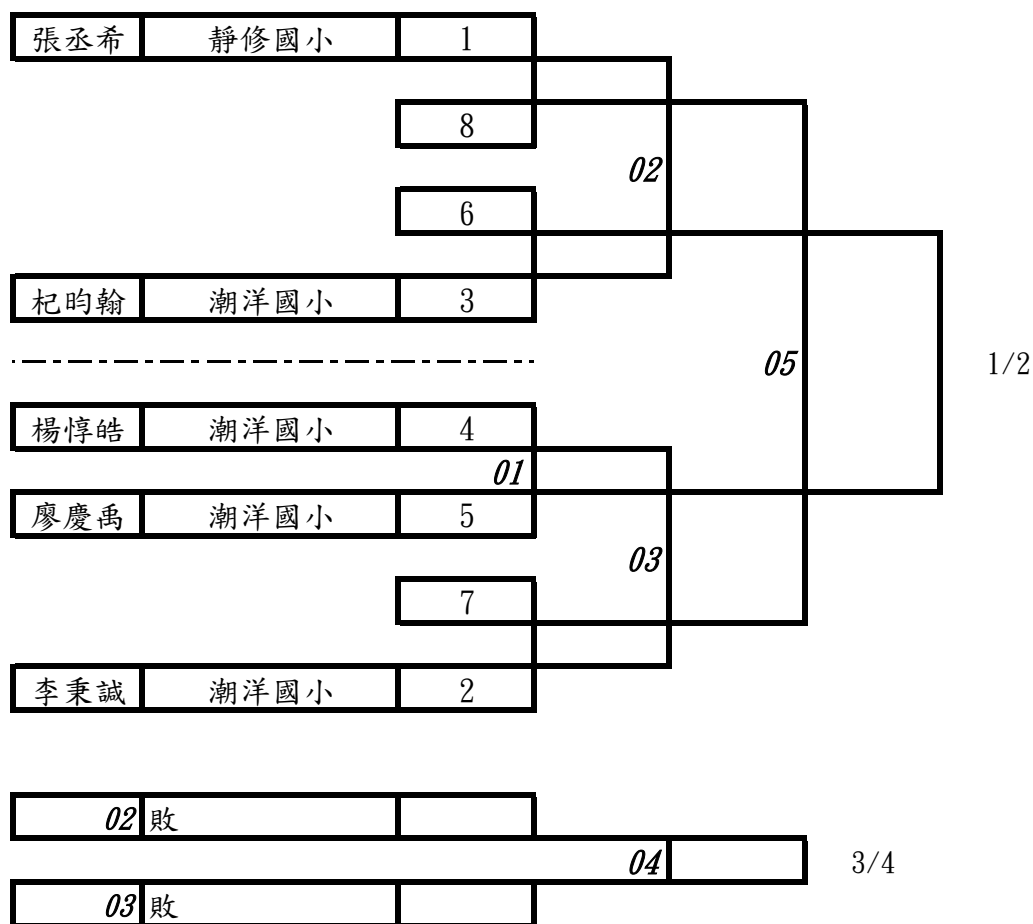 張丞希 靜修國小 1
8
02
6
杞昀翰 潮洋國小 3
05 1/2
楊惇皓 潮洋國小 4
01
廖慶禹 潮洋國小 5
03
7
李秉誠 潮洋國小 2
02 敗
04 3/4
03 敗